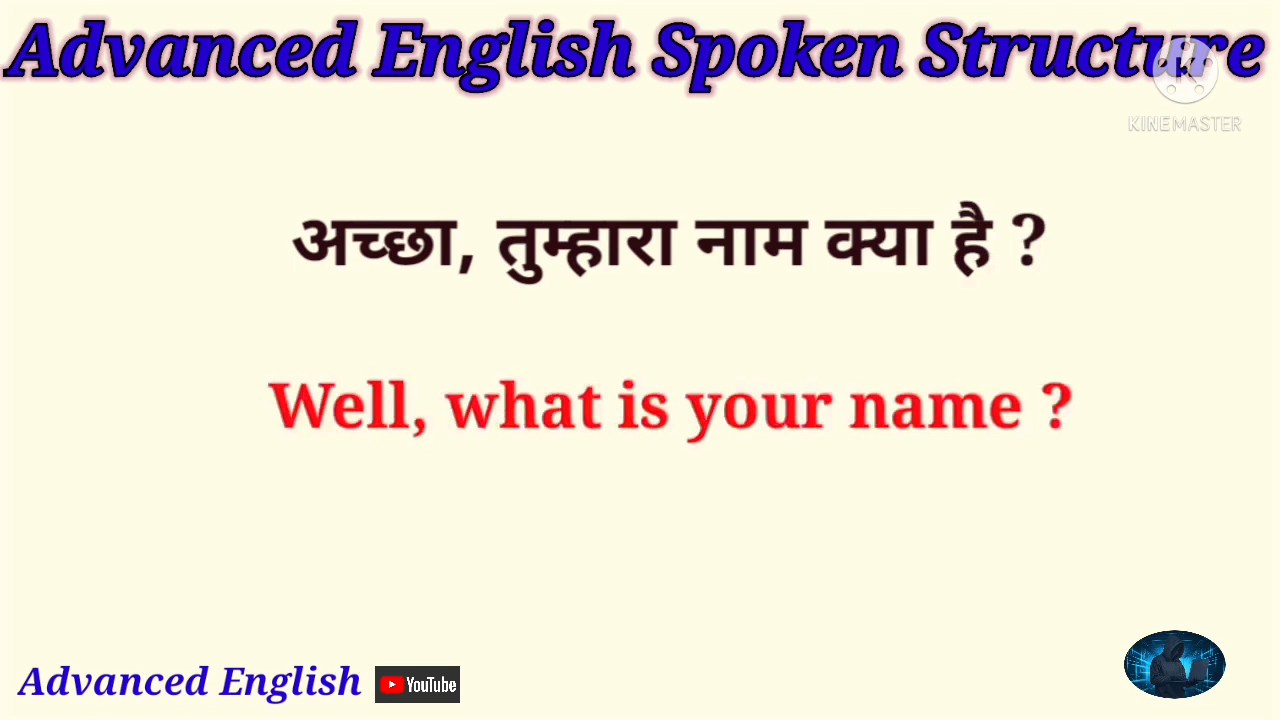 Advanced English Spoken Structure
KINEMASTER
अच्छा, तुम्हारा नाम क्या है ?
Well, what is your name ?
Advanced English YouTube